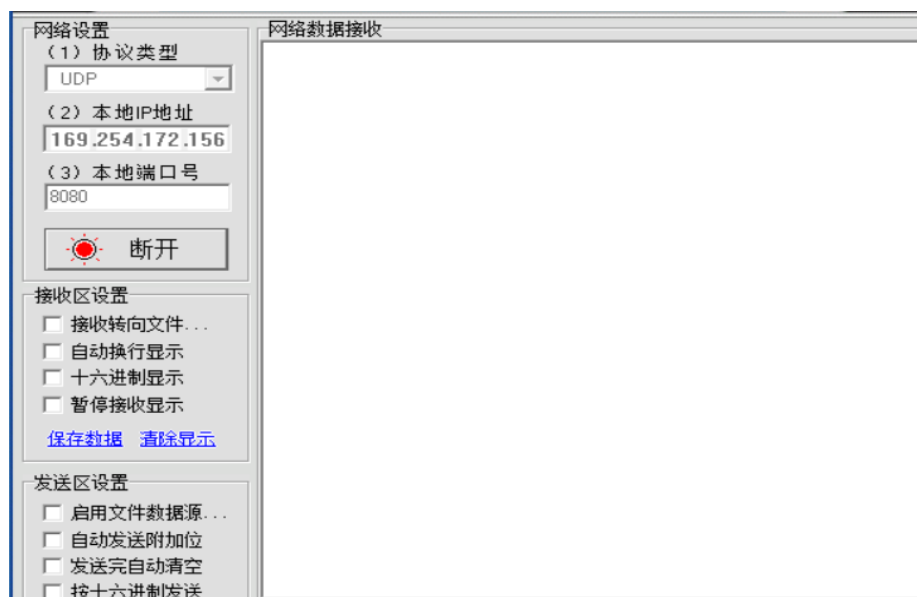 网络设置
(1) 协议类型
UDP
(2) 本地IP地址
169.254.172.156
(3) 本地端口号
8080
断开
接收区设置
接收转向文件...
自动换行显示
十六进制显示
暂停接收显示
保存数据 清除显示
发送区设置
启用文件数据源...
自动发送附加位
发送完自动清空
按十六进制发送
网络数据接收